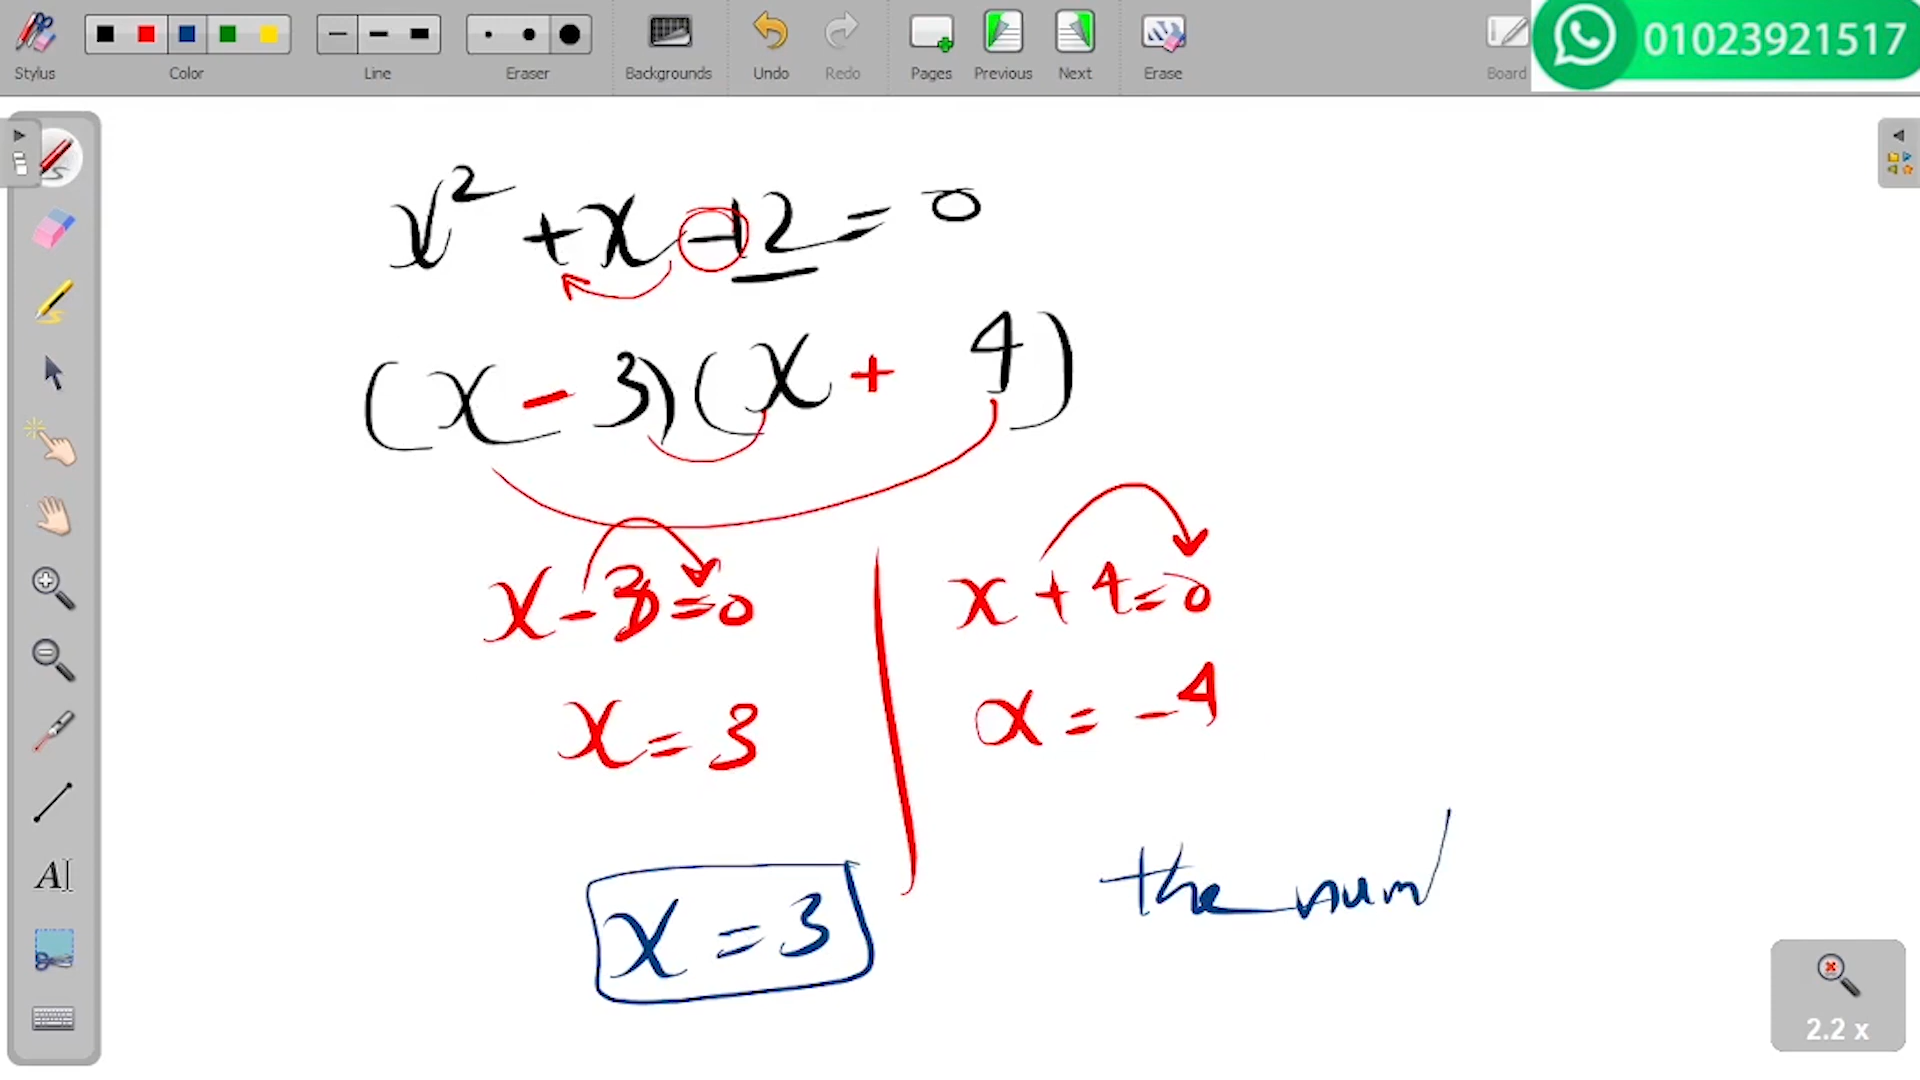 Stylus
Color
Line
Eraser
Backgrounds
Undo
Redo
Pages
Previous
Next
Erase
Board
01023921517
x² + x - 12 = 0
(x - 3)(x + 4)
x - 3 = 0
x + 4 = 0
x = 3
x = -4
x = 3
the num
A
2.2 x